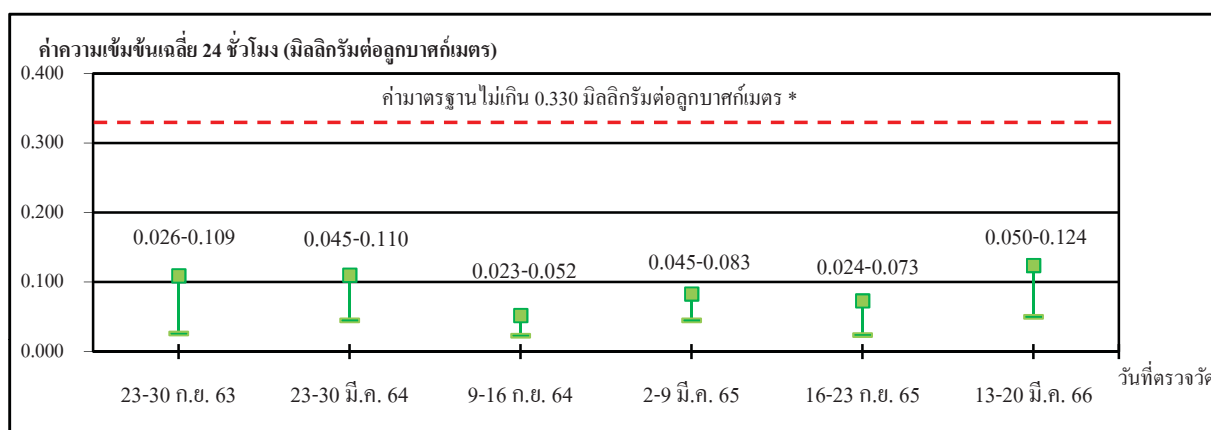 ค่าความเข้มข้นเฉลี่ย 24 ชั่วโมง (มิลลิกรัมต่อลูกบาศก์เมตร)
0.400
ค่ามาตรฐานไม่เกิน 0.330 มิลลิกรัมต่อลูกบาศก์เมตร *
0.300
0.200
0.026-0.109
0.045-0.110
0.023-0.052
0.045-0.083
0.024-0.073
0.050-0.124
0.100
0.000
วันที่ตรวจวัด
23-30 ก.ย. 63
23-30 มี.ค. 64
9-16 ก.ย. 64
2-9 มี.ค. 65
16-23 ก.ย. 65
13-20 มี.ค. 66